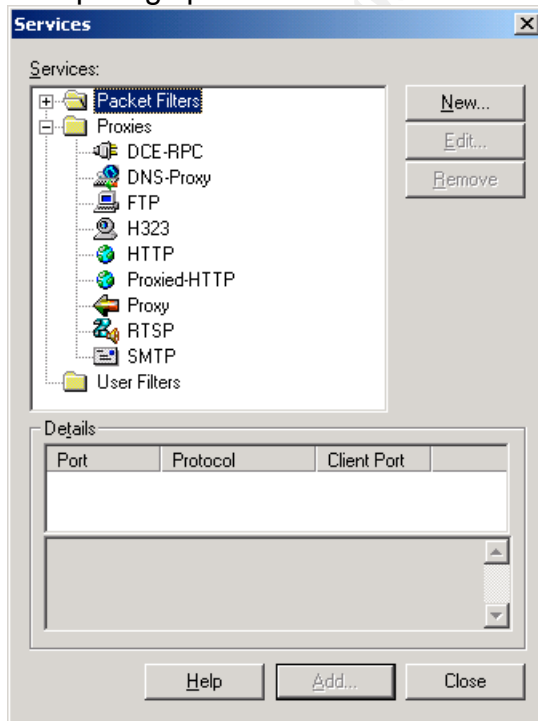 Services
Services:
Packet Filters
New...
Proxies
Edit...
DCE-RPC
DNS-Proxy
Remove
FTP
H323
HTTP
Proxied-HTTP
Proxy
RTSP
SMTP
User Filters
Details
Port Protocol Client Port
Help Add... Close